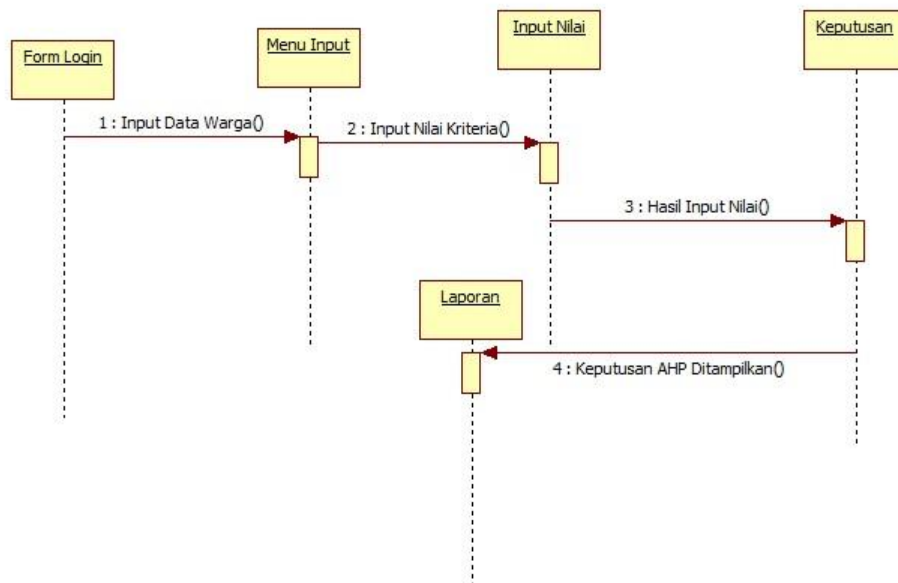 Form Login
Menu Input
Input Nilai
Keputusan
1 : Input Data Warga()
2 : Input Nilai Kriteria()
3 : Hasil Input Nilai()
Laporan
4 : Keputusan AHP Ditampilkan()